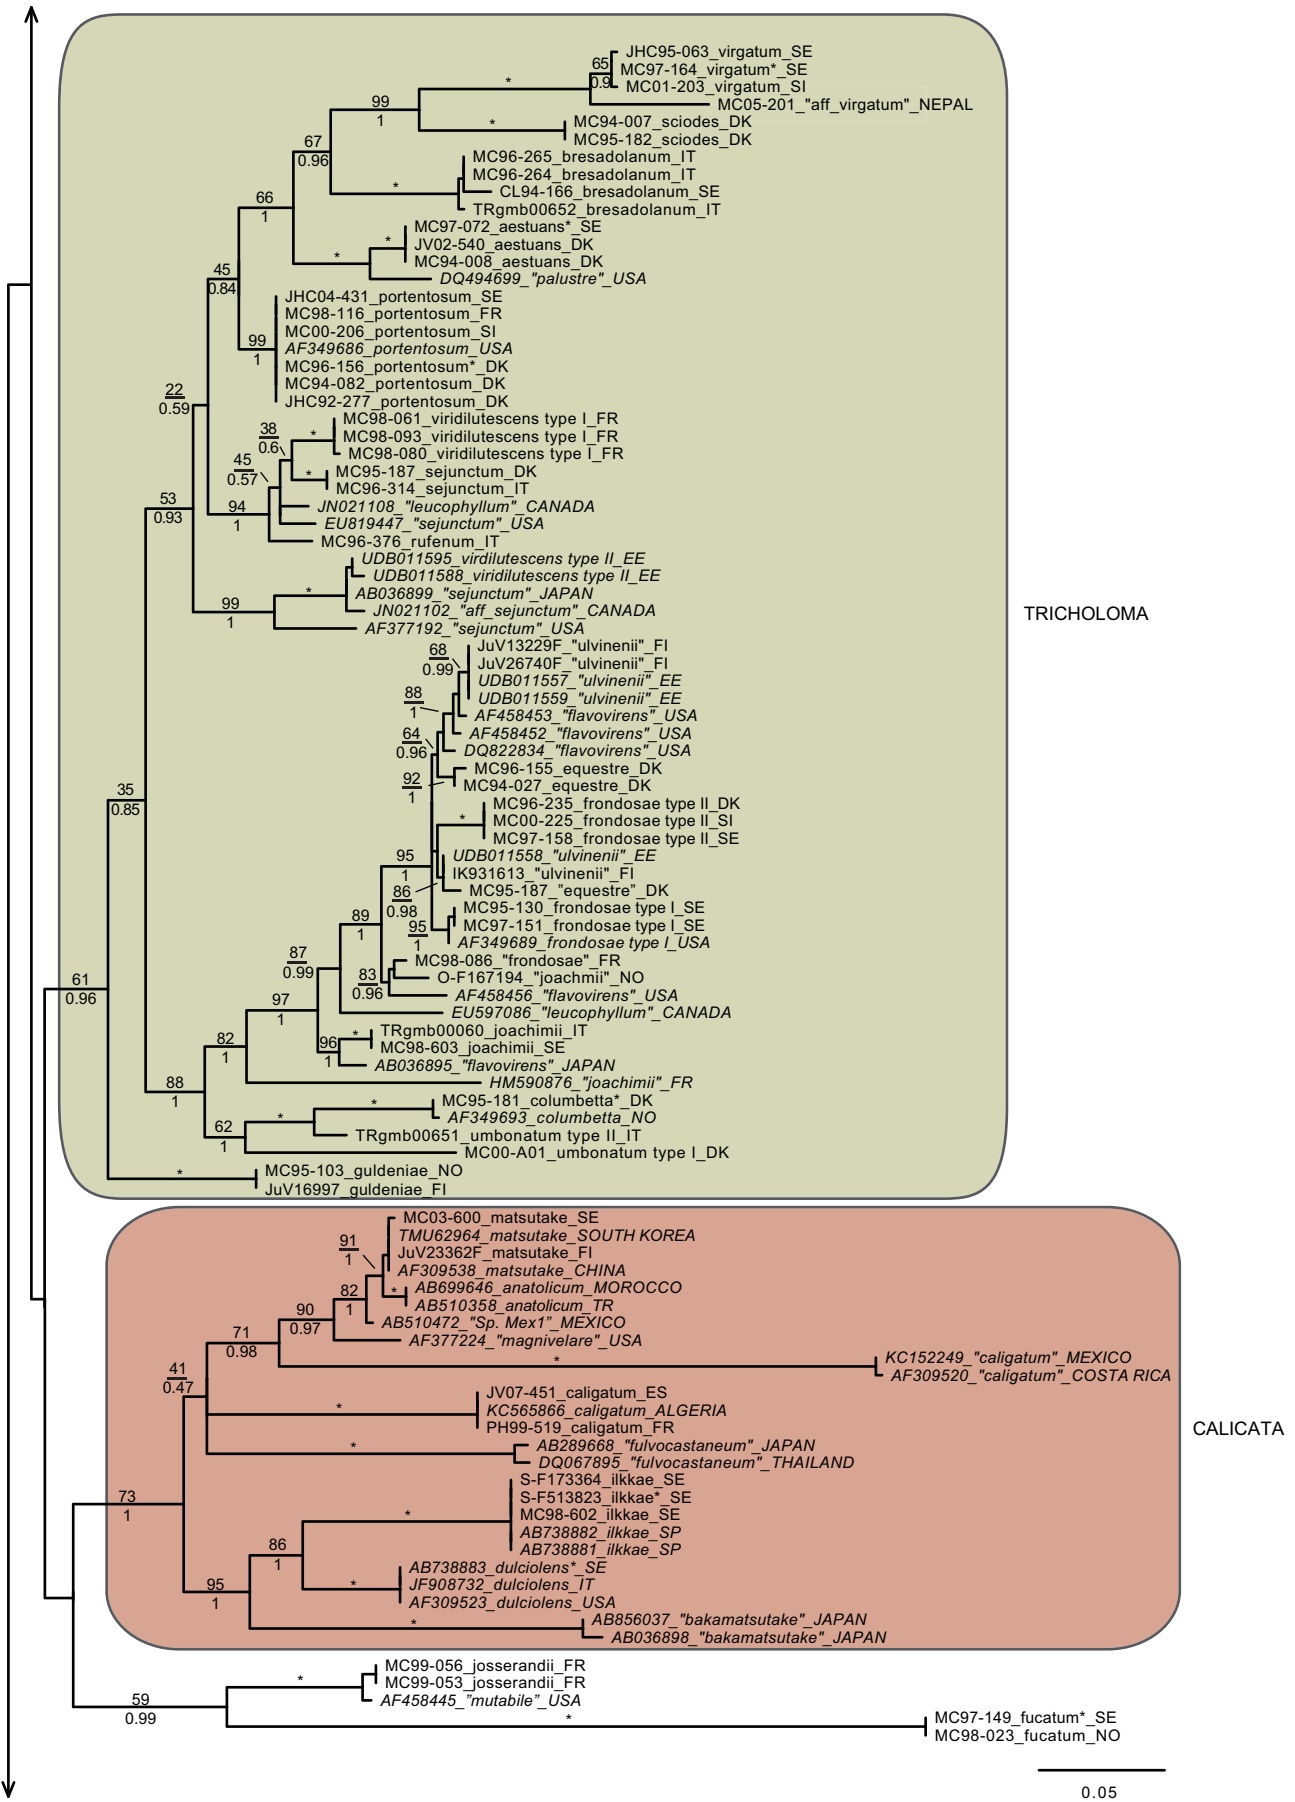 JHC95-063_virgatum_SE
65
MC97-164_virgatum*_SE
0.9
*
MC01-203_virgatum_SI
99
MC05-201_"aff_virgatum"_NEPAL
1
*
MC94-007_sciodes_DK
67
MC95-182_sciodes_DK
0.96
MC96-265_bresadolanum_IT
MC96-264_bresadolanum_IT
*
CL94-166_bresadolanum_SE
66
TRgmb00652_bresadolanum_IT
1
MC97-072_aestuans*_SE
*
JV02-540_aestuans_DK
*
MC94-008_aestuans_DK
45
DQ494699_"palustre"_USA
0.84
JHC04-431_portentosum_SE
MC98-116_portentosum_FR
MC00-206_portentosum_SI
99
AF349686_portentosum_USA
1
MC96-156_portentosum*_DK
MC94-082_portentosum_DK
22
JHC92-277_portentosum_DK
0.59
MC98-061_viridilutescens type I_FR
38
*
MC98-093_viridilutescens type I_FR
0.6
MC98-080_viridilutescens type I_FR
45
MC95-187_sejunctum_DK
0.57
*
MC96-314_sejunctum_IT
53
94
JN021108_"leucophyllum"_CANADA
0.93
1
EU819447_"sejunctum"_USA
MC96-376_rufenum_IT
UDB011595_virdilutescens type II_EE
UDB011588_viridilutescens type II_EE
*
AB036899_"sejunctum"_JAPAN
99
JN021102_"aff_sejunctum"_CANADA
1
AF377192_"sejunctum"_USA
TRICHOLOMA
JuV13229F_"ulvinenii"_FI
68
JuV26740F_"ulvinenii"_FI
0.99
UDB011557_"ulvinenii"_EE
88
UDB011559_"ulvinenii"_EE
1
AF458453_"flavovirens"_USA
64
AF458452_"flavovirens"_USA
0.96
DQ822834_"flavovirens"_USA
MC96-155_equestre_DK
92
MC94-027_equestre_DK
1
35
MC96-235_frondosae type II_DK
0.85
*
MC00-225_frondosae type II_SI
MC97-158_frondosae type II_SE
95
UDB011558_"ulvinenii"_EE
1
IK931613_"ulvinenii"_FI
86
MC95-187_”equestre”_DK
0.98
89
MC95-130_frondosae type I_SE
1
95
MC97-151_frondosae type I_SE
1
AF349689_frondosae type I_USA
87
MC98-086_"frondosae"_FR
0.99
83
O-F167194_"joachmii"_NO
0.96
61
AF458456_"flavovirens"_USA
0.96
97
EU597086_"leucophyllum"_CANADA
1
*
TRgmb00060_joachimii_IT
82
96
MC98-603_joachimii_SE
1
1
AB036895_"flavovirens"_JAPAN
88
HM590876_"joachimii"_FR
1
*
MC95-181_columbetta*_DK
*
AF349693_columbetta_NO
62
TRgmb00651_umbonatum type II_IT
1
MC00-A01_umbonatum type I_DK
*
MC95-103_guldeniae_NO
JuV16997_guldeniae_FI
MC03-600_matsutake_SE
TMU62964_matsutake_SOUTH KOREA
91
JuV23362F_matsutake_FI
1
AF309538_matsutake_CHINA
82
*
AB699646_anatolicum_MOROCCO
1
AB510358_anatolicum_TR
90
AB510472_"Sp. Mex1”_MEXICO
0.97
AF377224_"magnivelare"_USA
71
*
KC152249_"caligatum"_MEXICO
0.98
AF309520_"caligatum"_COSTA RICA
41
JV07-451_caligatum_ES
0.47
*
KC565866_caligatum_ALGERIA
PH99-519_caligatum_FR
CALICATA
*
AB289668_"fulvocastaneum"_JAPAN
DQ067895_"fulvocastaneum"_THAILAND
S-F173364_ilkkae_SE
73
S-F513823_ilkkae*_SE
1
*
MC98-602_ilkkae_SE
AB738882_ilkkae_SP
86
AB738881_ilkkae_SP
1
AB738883_dulciolens*_SE
95
*
JF908732_dulciolens_IT
1
AF309523_dulciolens_USA
*
AB856037_"bakamatsutake"_JAPAN
AB036898_"bakamatsutake"_JAPAN
MC99-056_josserandii_FR
*
MC99-053_josserandii_FR
59
AF458445_”mutabile”_USA
0.99
*
MC97-149_fucatum*_SE
MC98-023_fucatum_NO
0.05